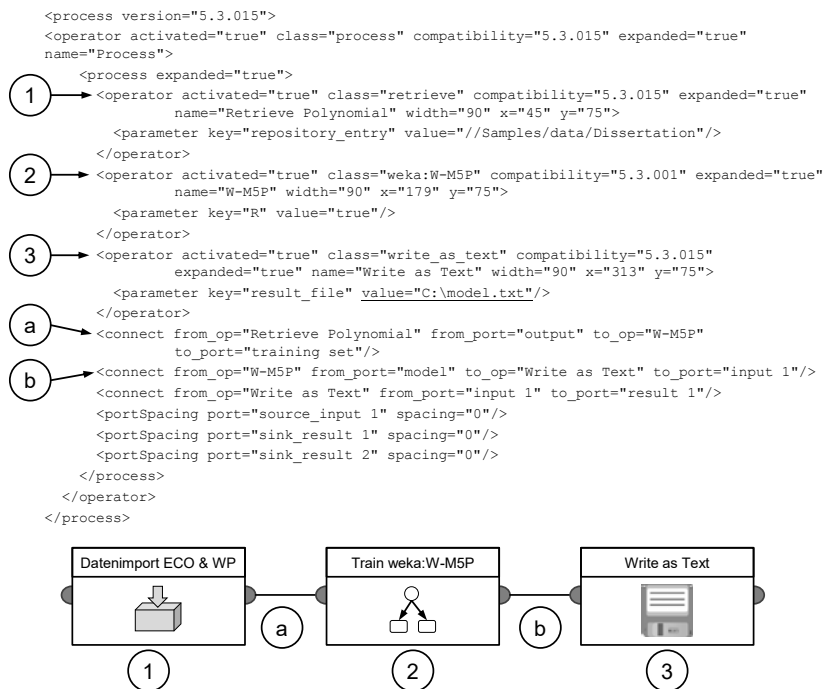 <process version="5.3.015">
<operator activated="true" class="process" compatibility="5.3.015" expanded="true"
name="Process">
<process expanded="true">
1
<operator activated="true" class="retrieve" compatibility="5.3.015" expanded="true"
name="Retrieve Polynomial" width="90" x="45" y="75">
<parameter key="repository_entry" value="//Samples/data/Dissertation"/>
</operator>
2
<operator activated="true" class="weka:W-M5P" compatibility="5.3.001" expanded="true"
name="W-M5P" width="90" x="179" y="75">
<parameter key="R" value="true"/>
</operator>
3
<operator activated="true" class="write_as_text" compatibility="5.3.015"
expanded="true" name="Write as Text" width="90" x="313" y="75">
<parameter key="result_file" value="C:\model.txt"/>
</operator>
a
<connect from_op="Retrieve Polynomial" from_port="output" to_op="W-M5P"
to_port="training set"/>
b
<connect from_op="W-M5P" from_port="model" to_op="Write as Text" to_port="input 1"/>
<connect from_op="Write as Text" from_port="input 1" to_port="result 1"/>
<portSpacing port="source_input 1" spacing="0"/>
<portSpacing port="sink_result 1" spacing="0"/>
<portSpacing port="sink_result 2" spacing="0"/>
</process>
</operator>
</process>
Datenimport ECO & WP
Train weka:W-M5P
Write as Text
a
b
1
2
3